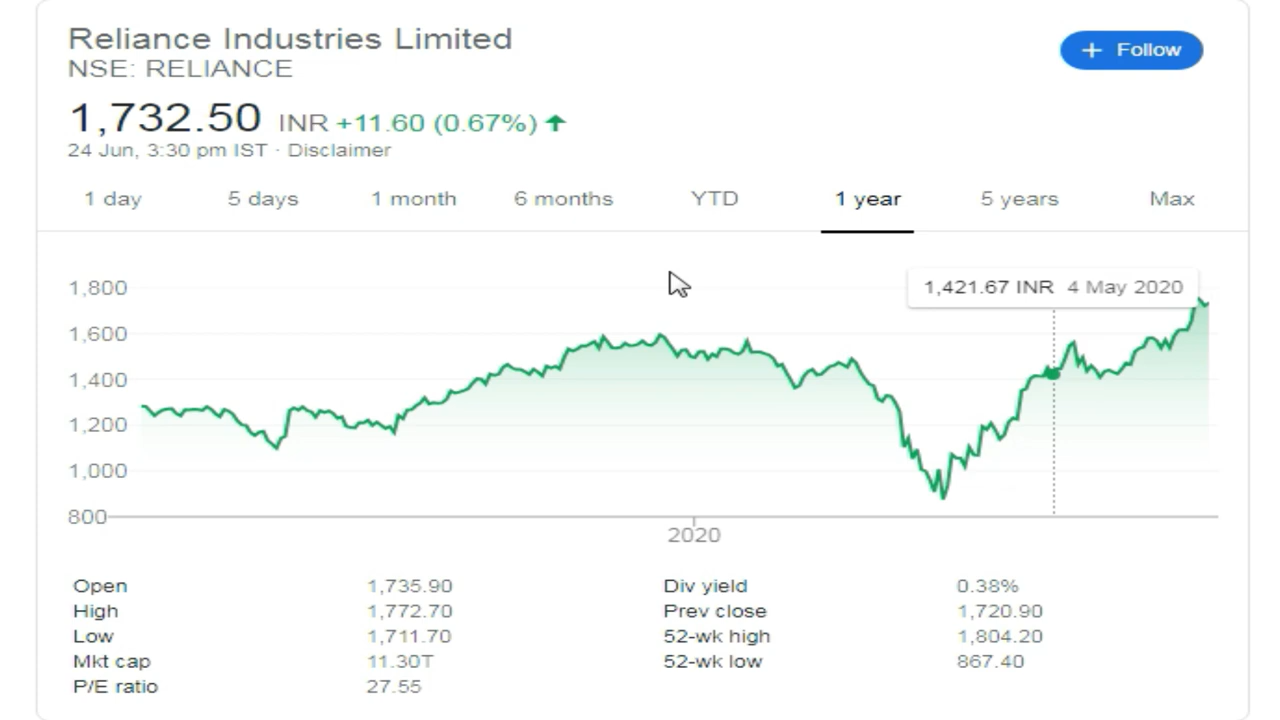 Reliance Industries Limited
NSE: RELIANCE
+ Follow
1,732.50 INR +11.60 (0.67%) ↑
24 Jun, 3:30 pm IST · Disclaimer
1 day 5 days 1 month 6 months YTD 1 year 5 years Max
1,421.67 INR 4 May 2020
1,800
1,600
1,400
1,200
1,000
800
2020
Open 1,735.90 Div yield 0.38%
High 1,772.70 Prev close 1,720.90
Low 1,711.70 52-wk high 1,804.20
Mkt cap 11.30T 52-wk low 867.40
P/E ratio 27.55